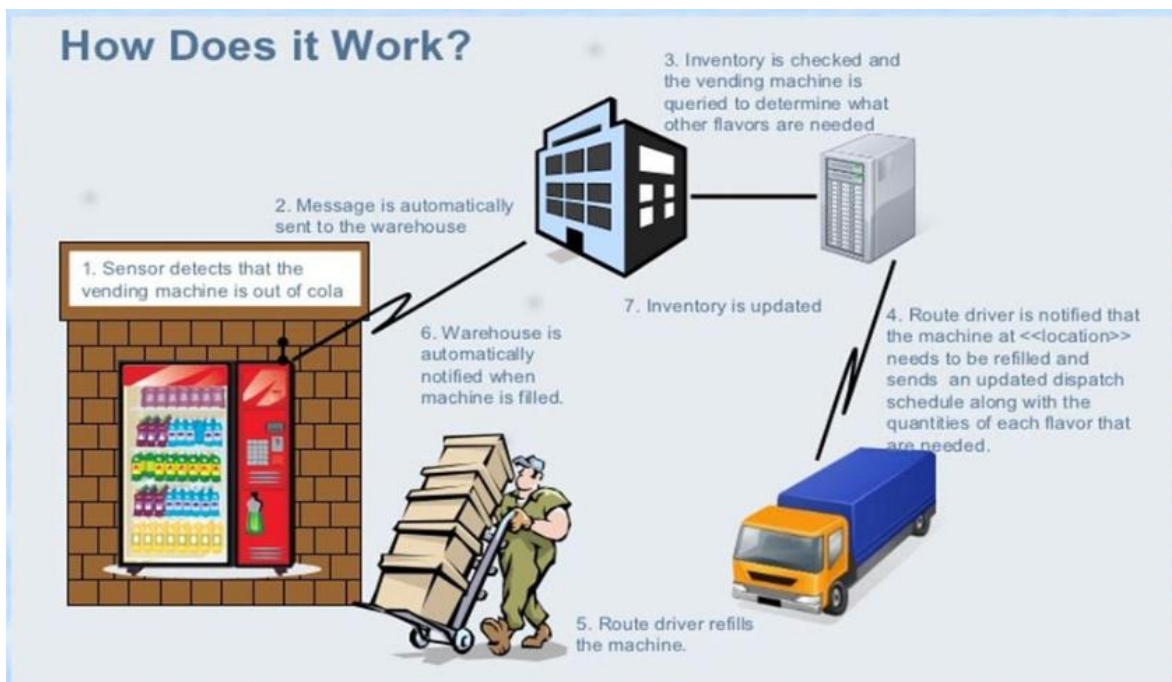 How Does it Work?
3. Inventory is checked and
the vending machine is
queried to determine what
other flavors are needed
2. Message is automatically
sent to the warehouse
1. Sensor detects that the
vending machine is out of cola
7. Inventory is updated
4. Route driver is notified that
the machine at <<location>>
needs to be refilled and
sends an updated dispatch
schedule along with the
quantities of each flavor that
are needed.
6. Warehouse is
automatically
notified when
machine is filled.
5. Route driver refills
the machine.